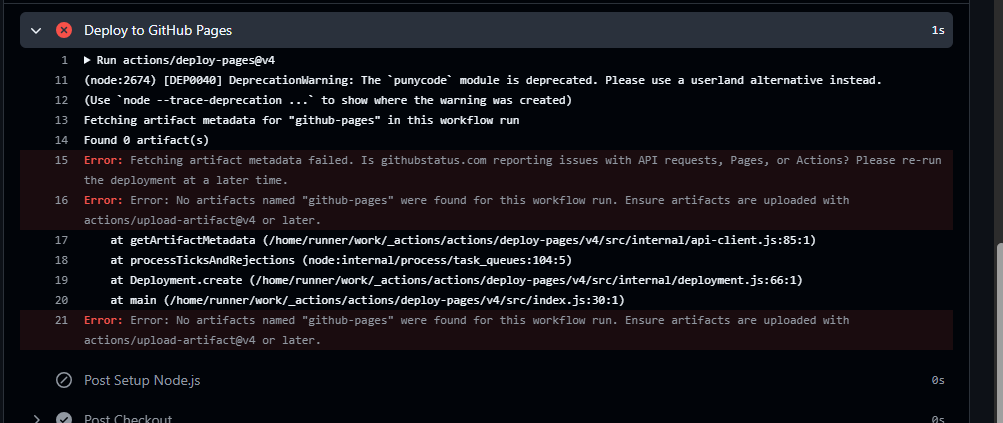 Deploy to GitHub Pages 1s
1 ▶ Run actions/deploy-pages@v4
11 (node:2674) [DEP0040] DeprecationWarning: The `punycode` module is deprecated. Please use a userland alternative instead.
12 (Use `node --trace-deprecation ...` to show where the warning was created)
13 Fetching artifact metadata for "github-pages" in this workflow run
14 Found 0 artifact(s)
15 Error: Fetching artifact metadata failed. Is githubstatus.com reporting issues with API requests, Pages, or Actions? Please re-run
the deployment at a later time.
16 Error: Error: No artifacts named "github-pages" were found for this workflow run. Ensure artifacts are uploaded with
actions/upload-artifact@v4 or later.
17 at getArtifactMetadata (/home/runner/work/_actions/actions/deploy-pages/v4/src/internal/api-client.js:85:1)
18 at processTicksAndRejections (node:internal/process/task_queues:104:5)
19 at Deployment.create (/home/runner/work/_actions/actions/deploy-pages/v4/src/internal/deployment.js:66:1)
20 at main (/home/runner/work/_actions/actions/deploy-pages/v4/src/index.js:30:1)
21 Error: Error: No artifacts named "github-pages" were found for this workflow run. Ensure artifacts are uploaded with
actions/upload-artifact@v4 or later.
Post Setup Node.js 0s
Post Checkout 0s